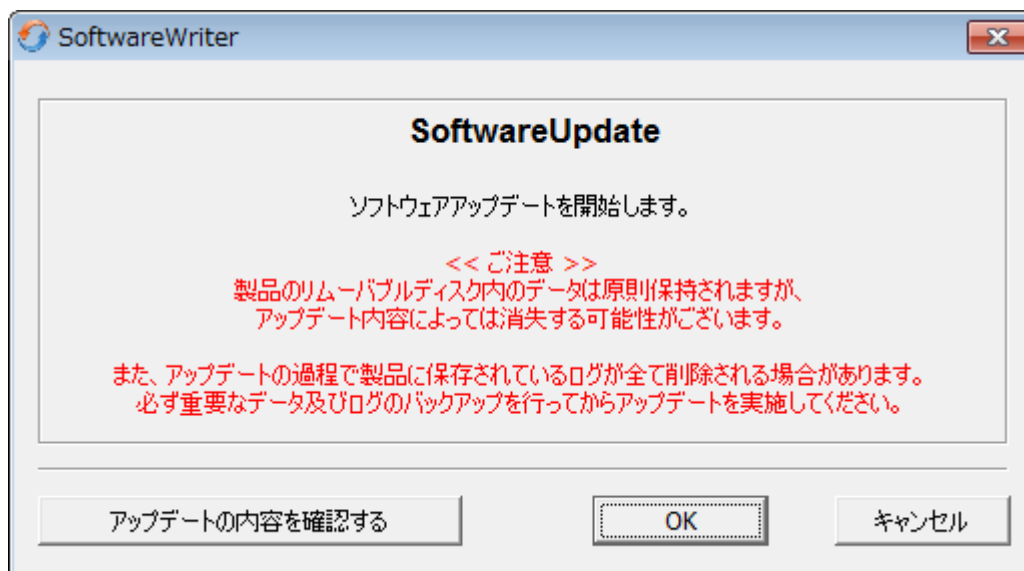 SoftwareWriter
SoftwareUpdate
ソフトウェアアップデートを開始します。
<< ご注意 >>
製品のリムーバブルディスク内のデータは原則保持されますが、
アップデート内容によっては消失する可能性がございます。
また、アップデートの過程で製品に保存されているログが全て削除される場合があります。
必ず重要なデータ及びログのバックアップを行ってからアップデートを実施してください。
アップデートの内容を確認する
OK
キャンセル